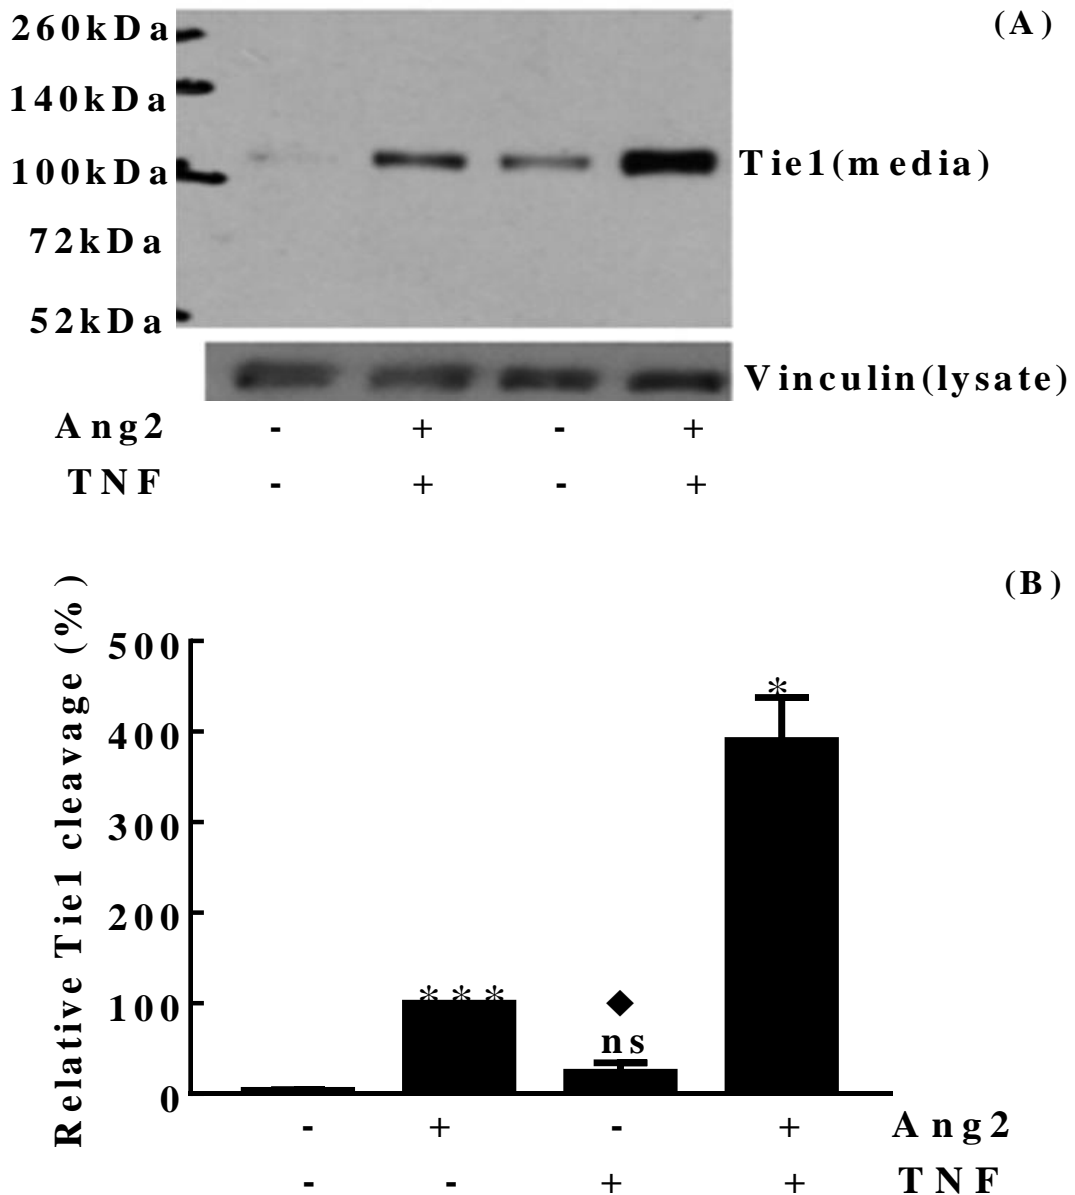 260kDa
(A)
140kDa
100kDa
Tie1(media)
72kDa
52kDa
Vinculin(lysate)
Ang2 - + - +
TNF - + - +
(B)
Relative Tie1 cleavage (%)
500
400
*
300
200
100
***
ns
0
- + - + Ang2
- - + + TNF